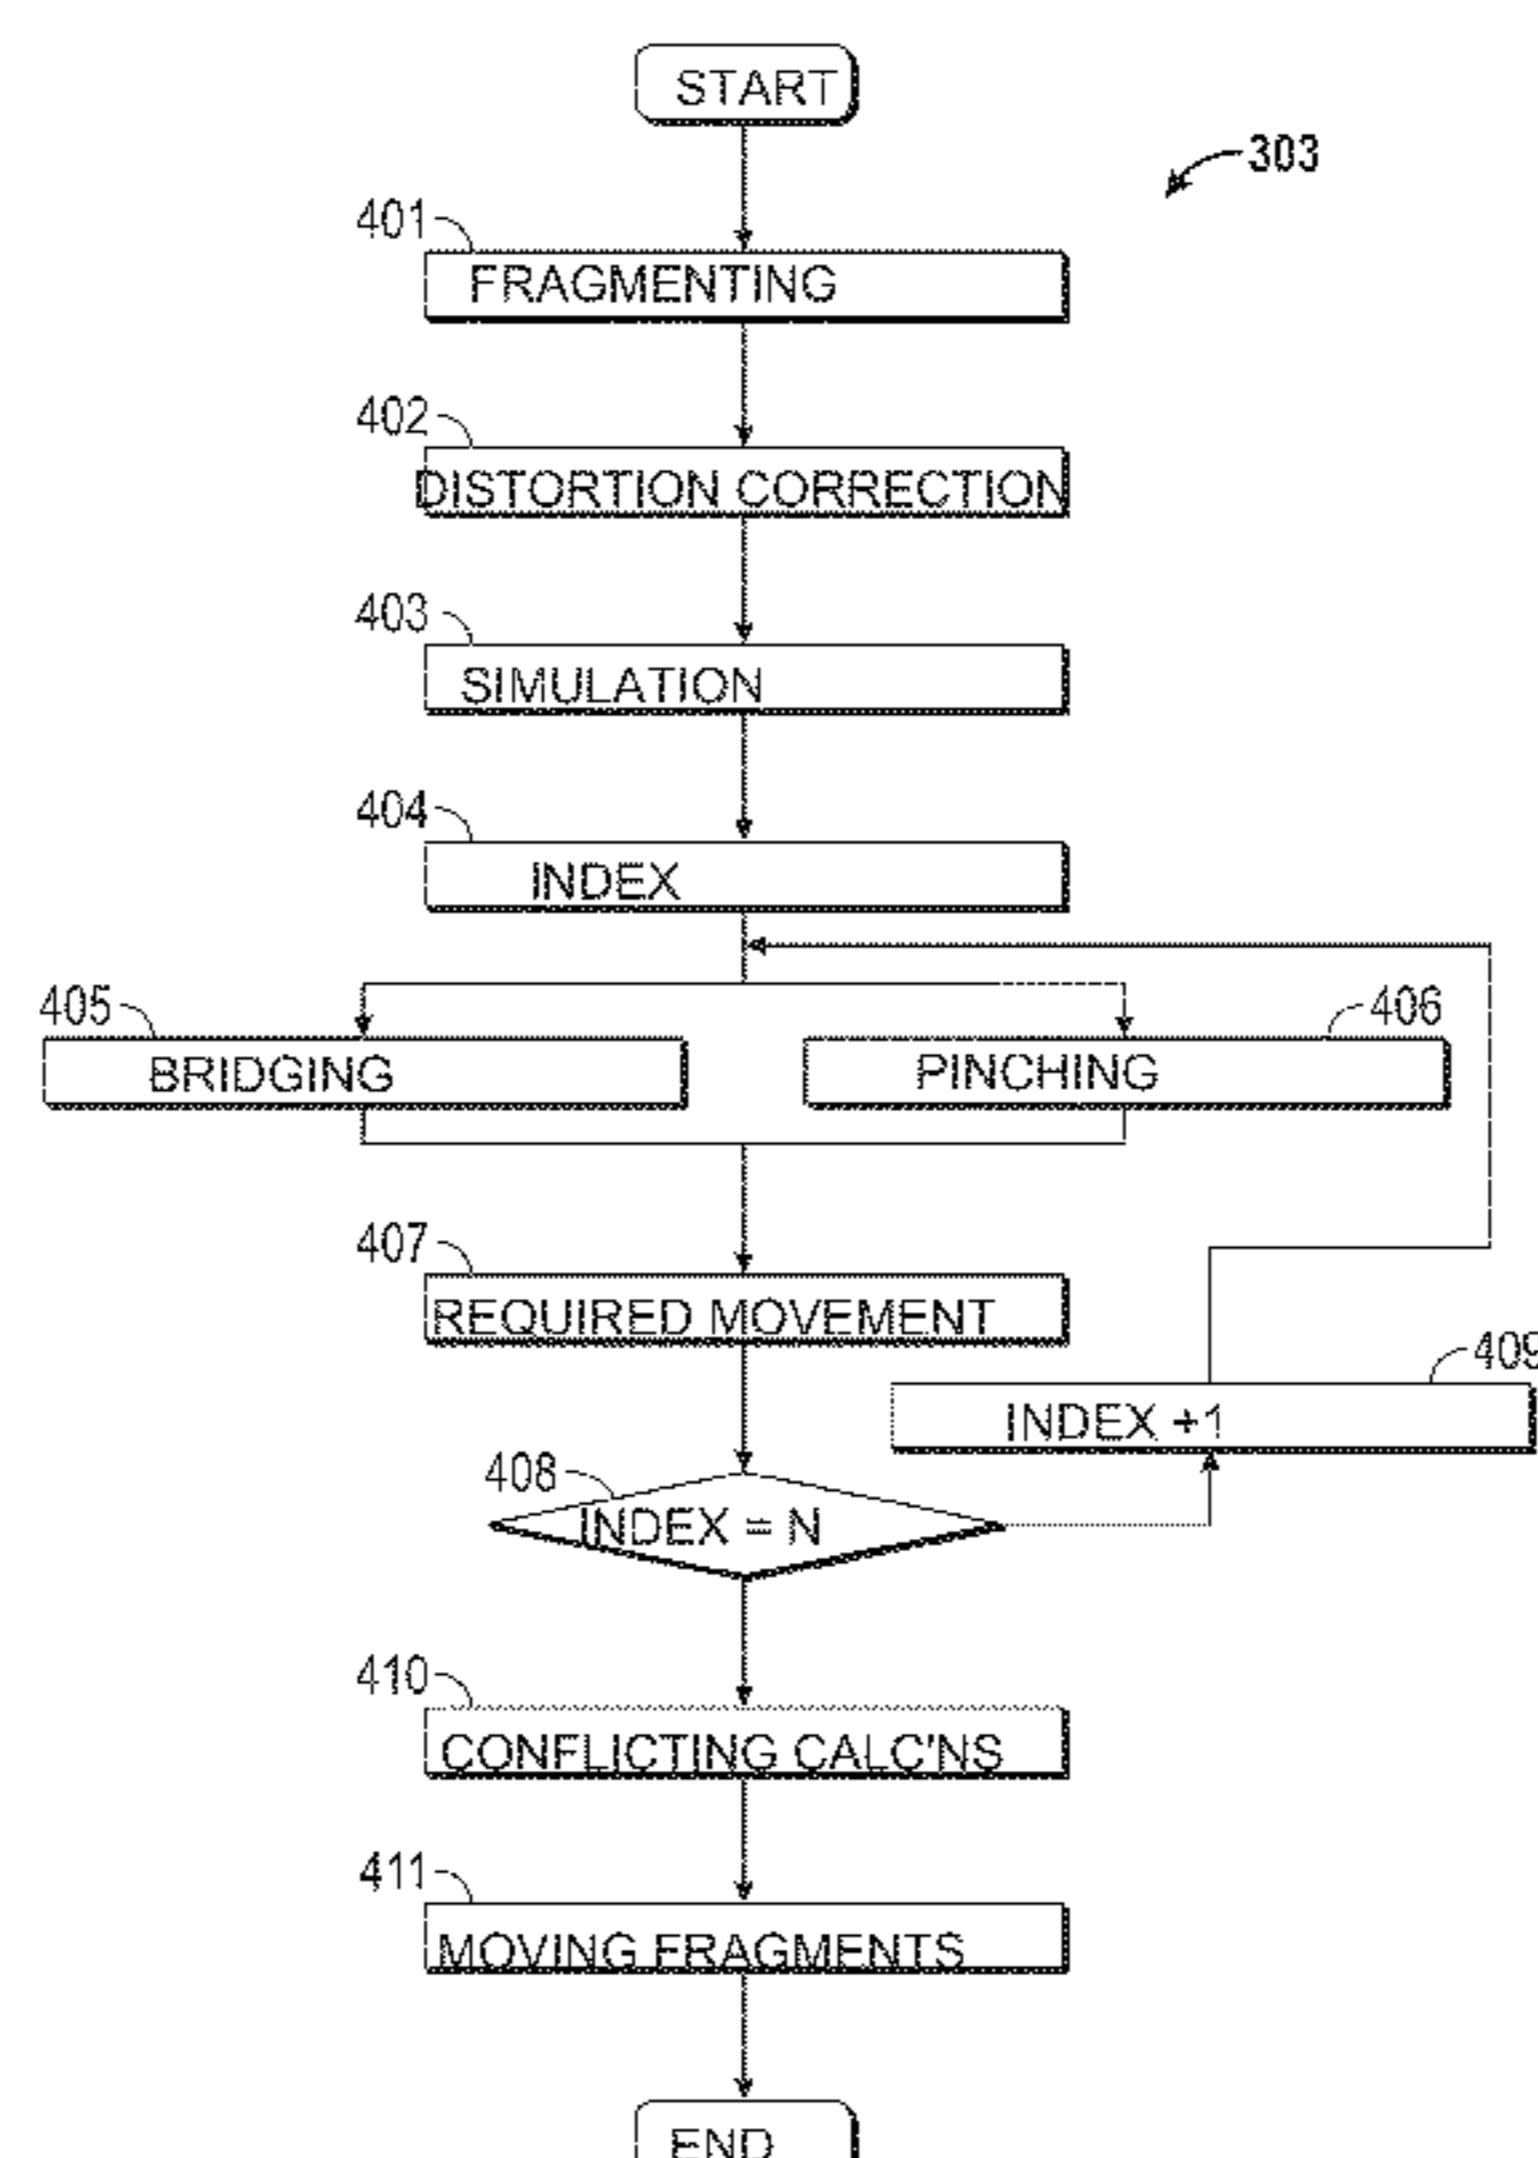 START
303
401
FRAGMENTING
402
DISTORTION CORRECTION
403
SIMULATION
404
INDEX
405
406
BRIDGING
PINCHING
407
REQUIRED MOVEMENT
409
INDEX +1
408
INDEX = N
410
CONFLICTING CALC'NS
411
MOVING FRAGMENTS
END